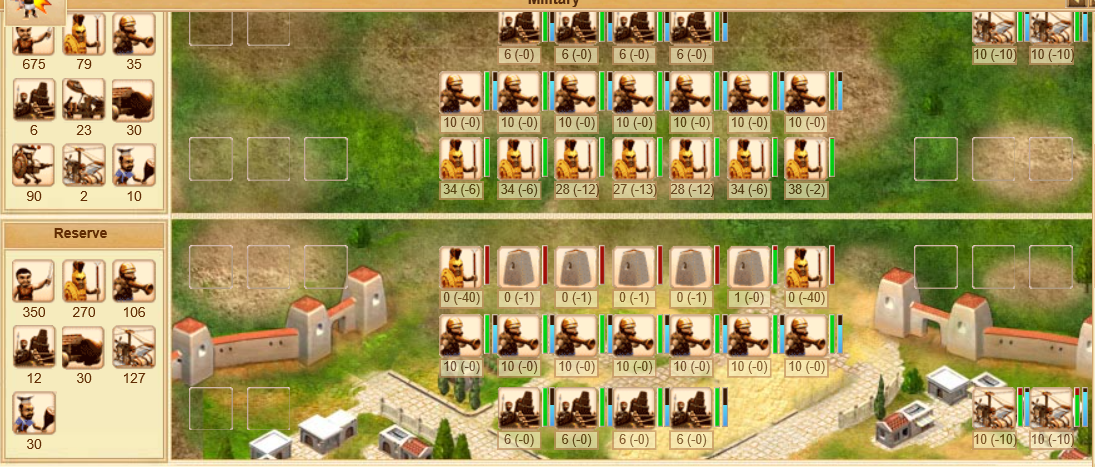 Military
675 79 35
6 23 30
90 2 10
6 (-0) 6 (-0) 6 (-0) 6 (-0) 10 (-10) 10 (-10)
10 (-0) 10 (-0) 10 (-0) 10 (-0) 10 (-0) 10 (-0) 10 (-0)
34 (-6) 34 (-6) 28 (-12) 27 (-13) 28 (-12) 34 (-6) 38 (-2)
Reserve
350 270 106
12 30 127
30
0 (-40) 0 (-1) 0 (-1) 0 (-1) 0 (-1) 1 (-0) 0 (-40)
10 (-0) 10 (-0) 10 (-0) 10 (-0) 10 (-0) 10 (-0) 10 (-0)
6 (-0) 6 (-0) 6 (-0) 6 (-0) 10 (-10) 10 (-10)